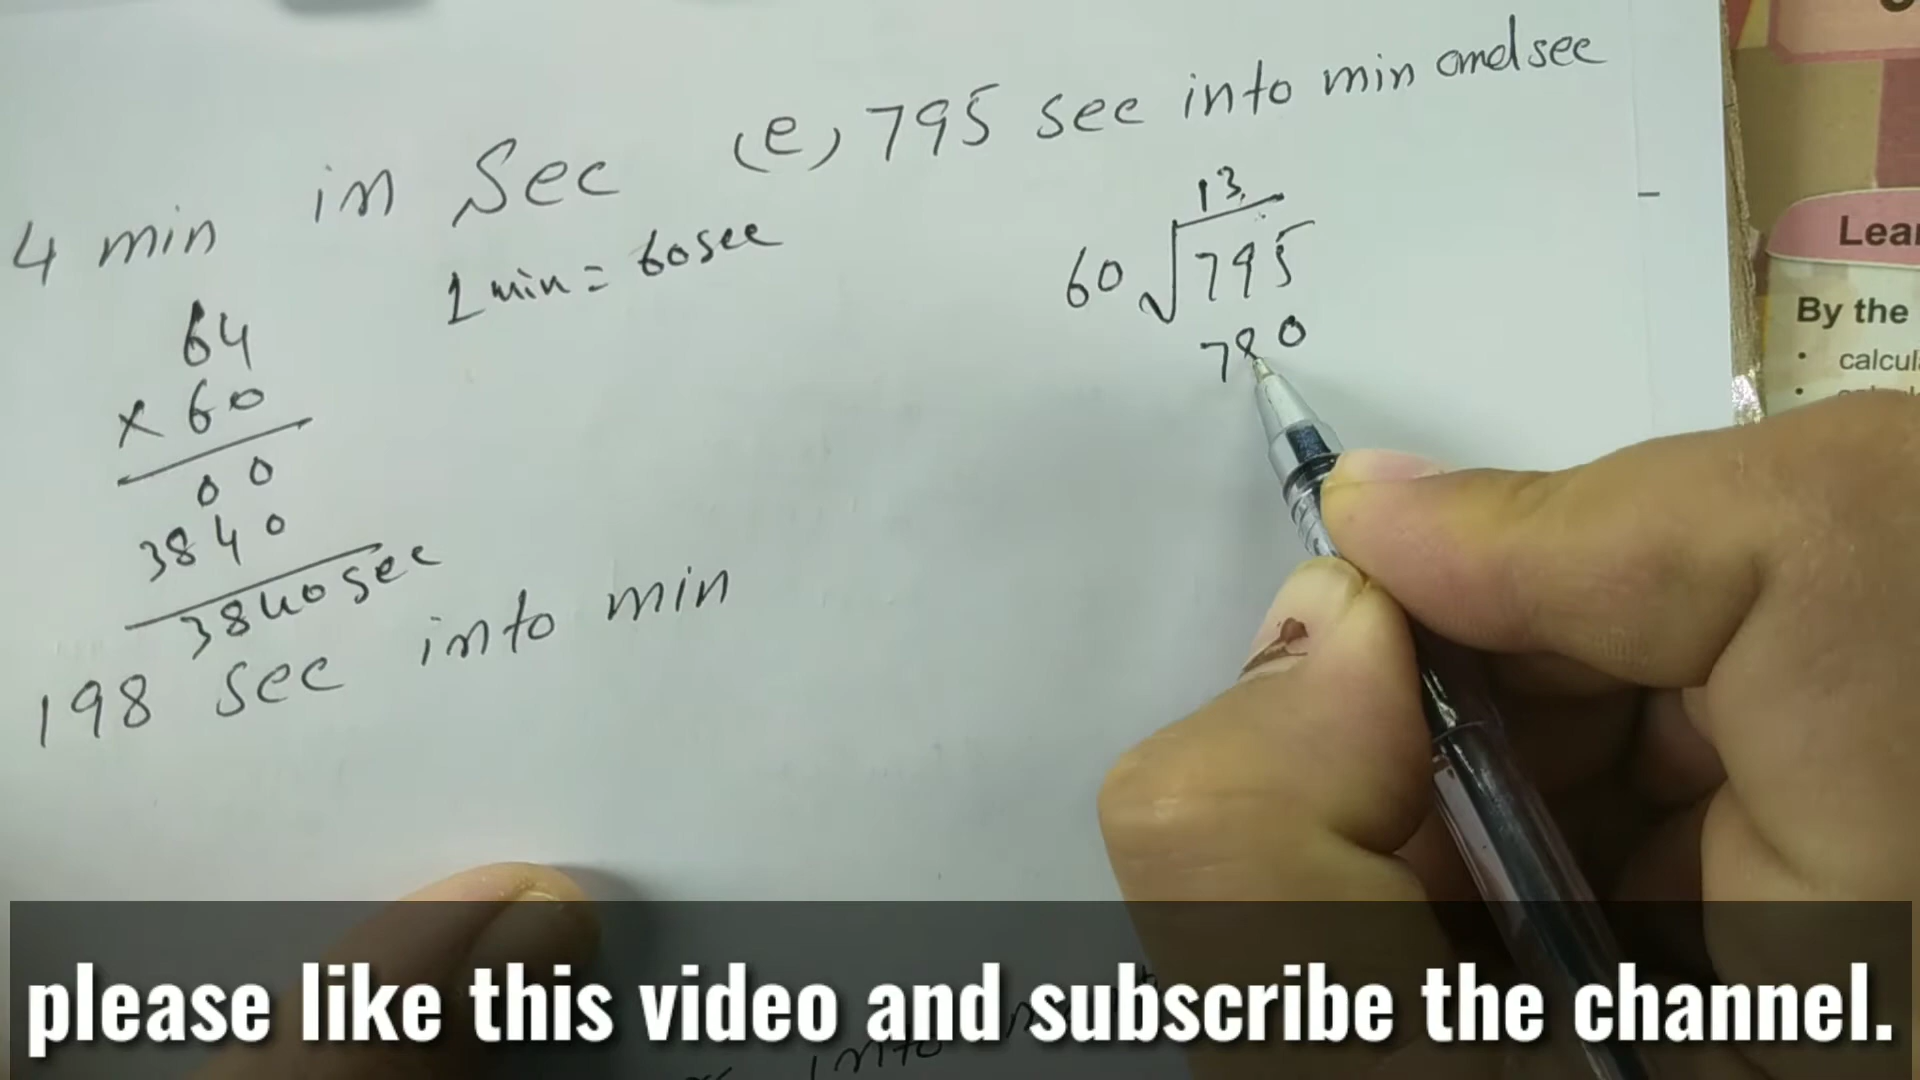 4 min in Sec
1 min = 60 sec
64
× 60
00
3840
3840 sec
198 sec into min
(e) 795 sec into min and sec
13
60 √795
780
Lear
By the
• calcul
please like this video and subscribe the channel.
into